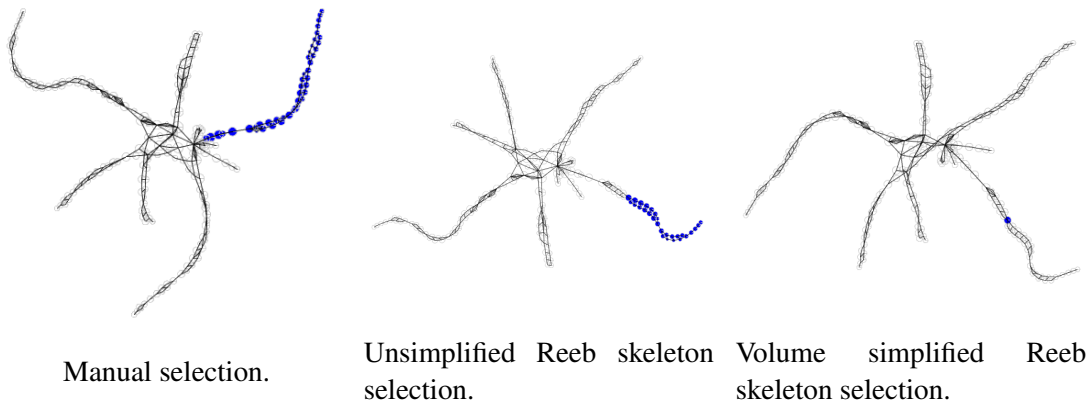 Manual selection.
Unsimplified Reeb skeleton
selection.
Volume simplified Reeb
skeleton selection.